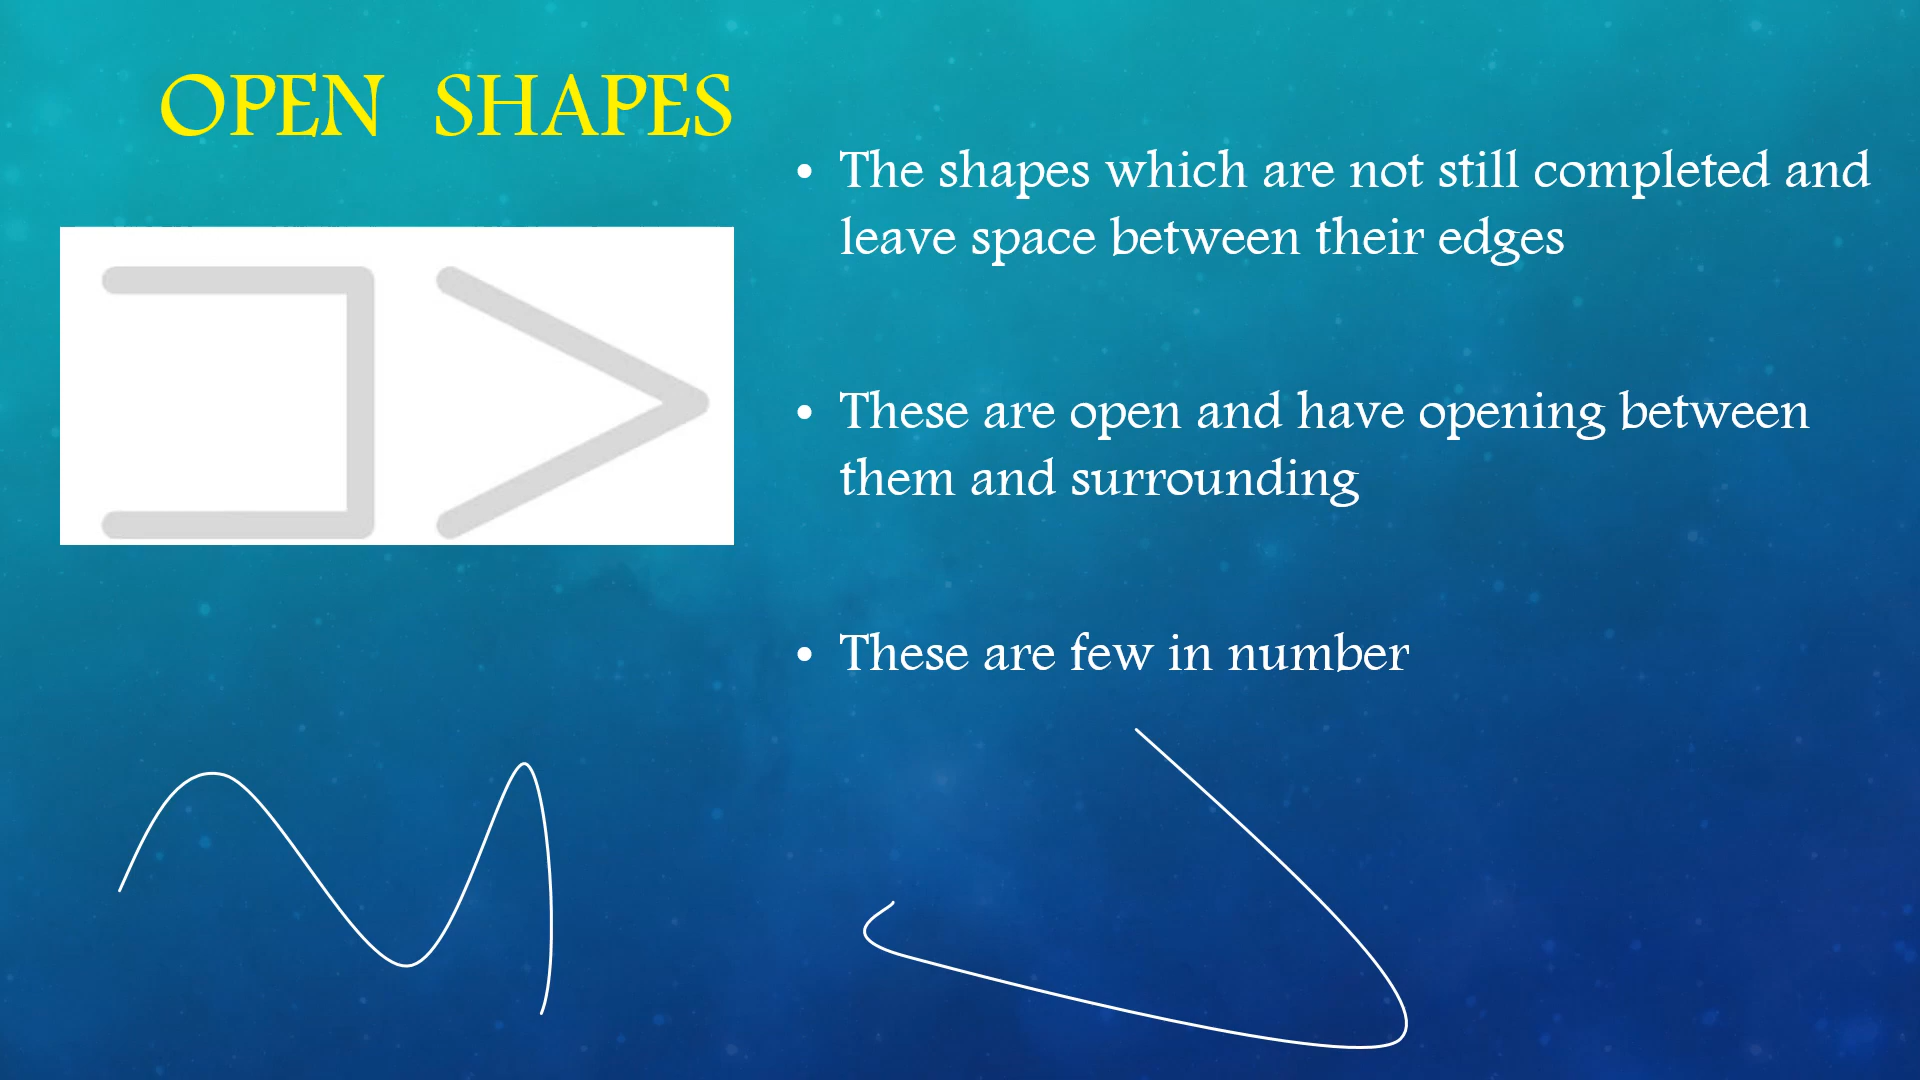 OPEN SHAPES
• The shapes which are not still completed and
leave space between their edges
• These are open and have opening between
them and surrounding
• These are few in number